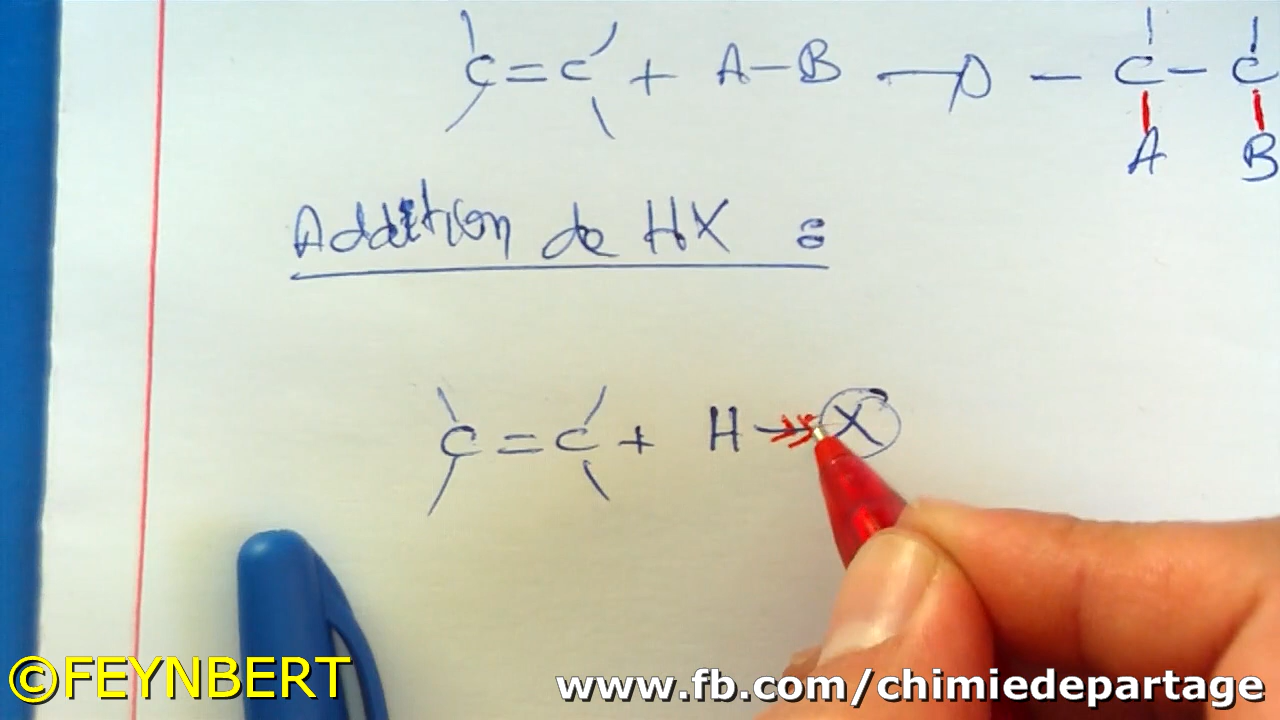 C = C + A - B → - C - C
A B
Addition de HX :
C = C + H → X
©FEYNBERT
www.fb.com/chimiedepartage